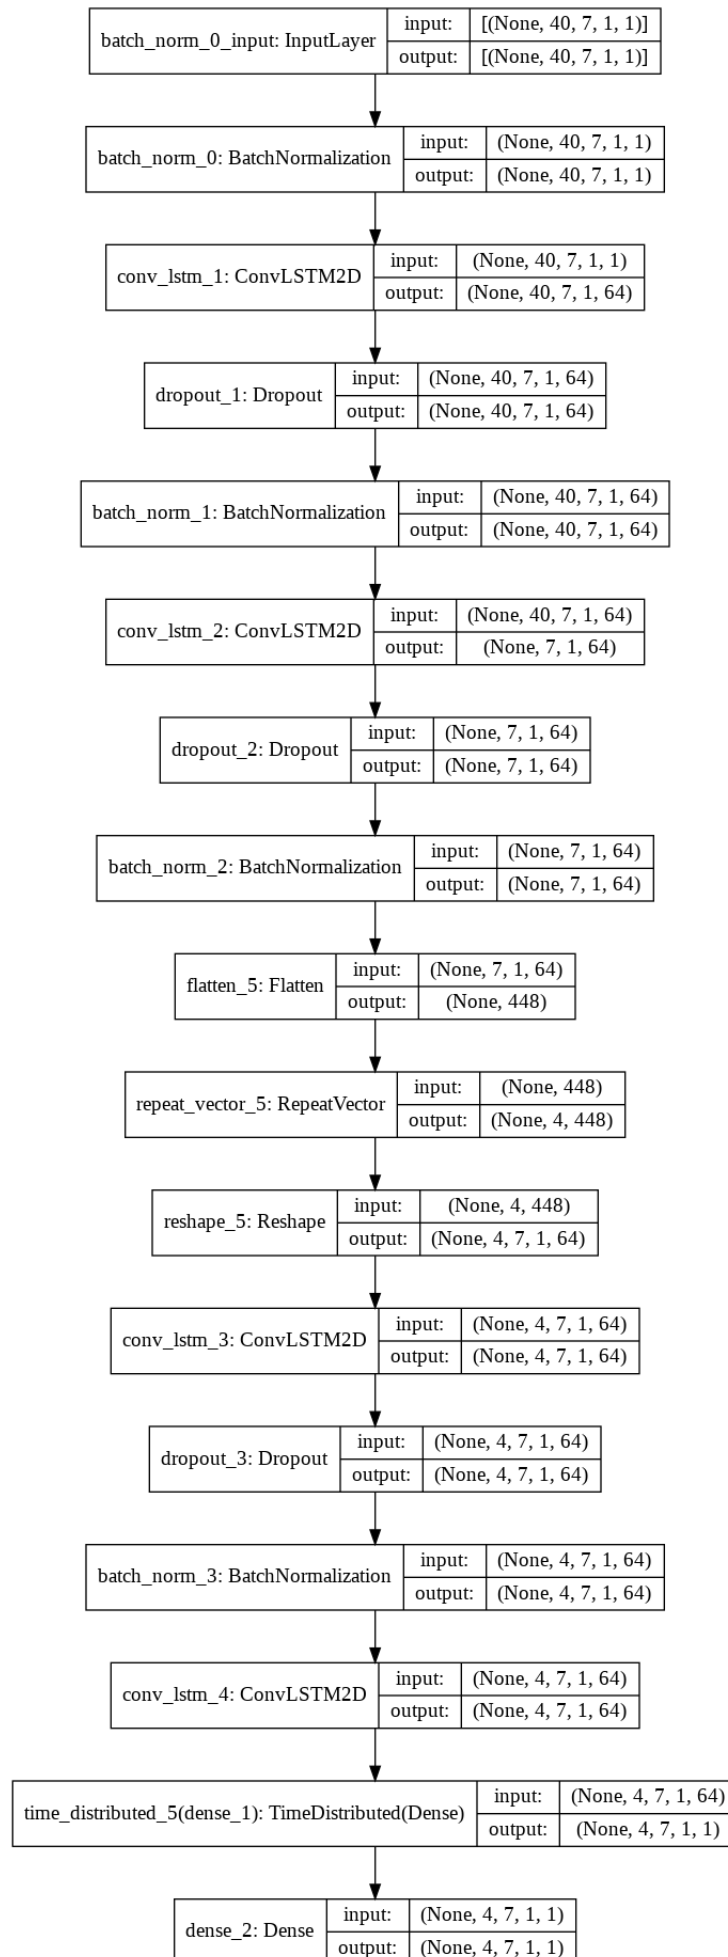 batch_norm_0_input: InputLayer
input: [(None, 40, 7, 1, 1)]
output: [(None, 40, 7, 1, 1)]
batch_norm_0: BatchNormalization
input: (None, 40, 7, 1, 1)
output: (None, 40, 7, 1, 1)
conv_lstm_1: ConvLSTM2D
input: (None, 40, 7, 1, 1)
output: (None, 40, 7, 1, 64)
dropout_1: Dropout
input: (None, 40, 7, 1, 64)
output: (None, 40, 7, 1, 64)
batch_norm_1: BatchNormalization
input: (None, 40, 7, 1, 64)
output: (None, 40, 7, 1, 64)
conv_lstm_2: ConvLSTM2D
input: (None, 40, 7, 1, 64)
output: (None, 7, 1, 64)
dropout_2: Dropout
input: (None, 7, 1, 64)
output: (None, 7, 1, 64)
batch_norm_2: BatchNormalization
input: (None, 7, 1, 64)
output: (None, 7, 1, 64)
flatten_5: Flatten
input: (None, 7, 1, 64)
output: (None, 448)
repeat_vector_5: RepeatVector
input: (None, 448)
output: (None, 4, 448)
reshape_5: Reshape
input: (None, 4, 448)
output: (None, 4, 7, 1, 64)
conv_lstm_3: ConvLSTM2D
input: (None, 4, 7, 1, 64)
output: (None, 4, 7, 1, 64)
dropout_3: Dropout
input: (None, 4, 7, 1, 64)
output: (None, 4, 7, 1, 64)
batch_norm_3: BatchNormalization
input: (None, 4, 7, 1, 64)
output: (None, 4, 7, 1, 64)
conv_lstm_4: ConvLSTM2D
input: (None, 4, 7, 1, 64)
output: (None, 4, 7, 1, 64)
time_distributed_5(dense_1): TimeDistributed(Dense)
input: (None, 4, 7, 1, 64)
output: (None, 4, 7, 1, 1)
dense_2: Dense
input: (None, 4, 7, 1, 1)
output: (None, 4, 7, 1, 1)